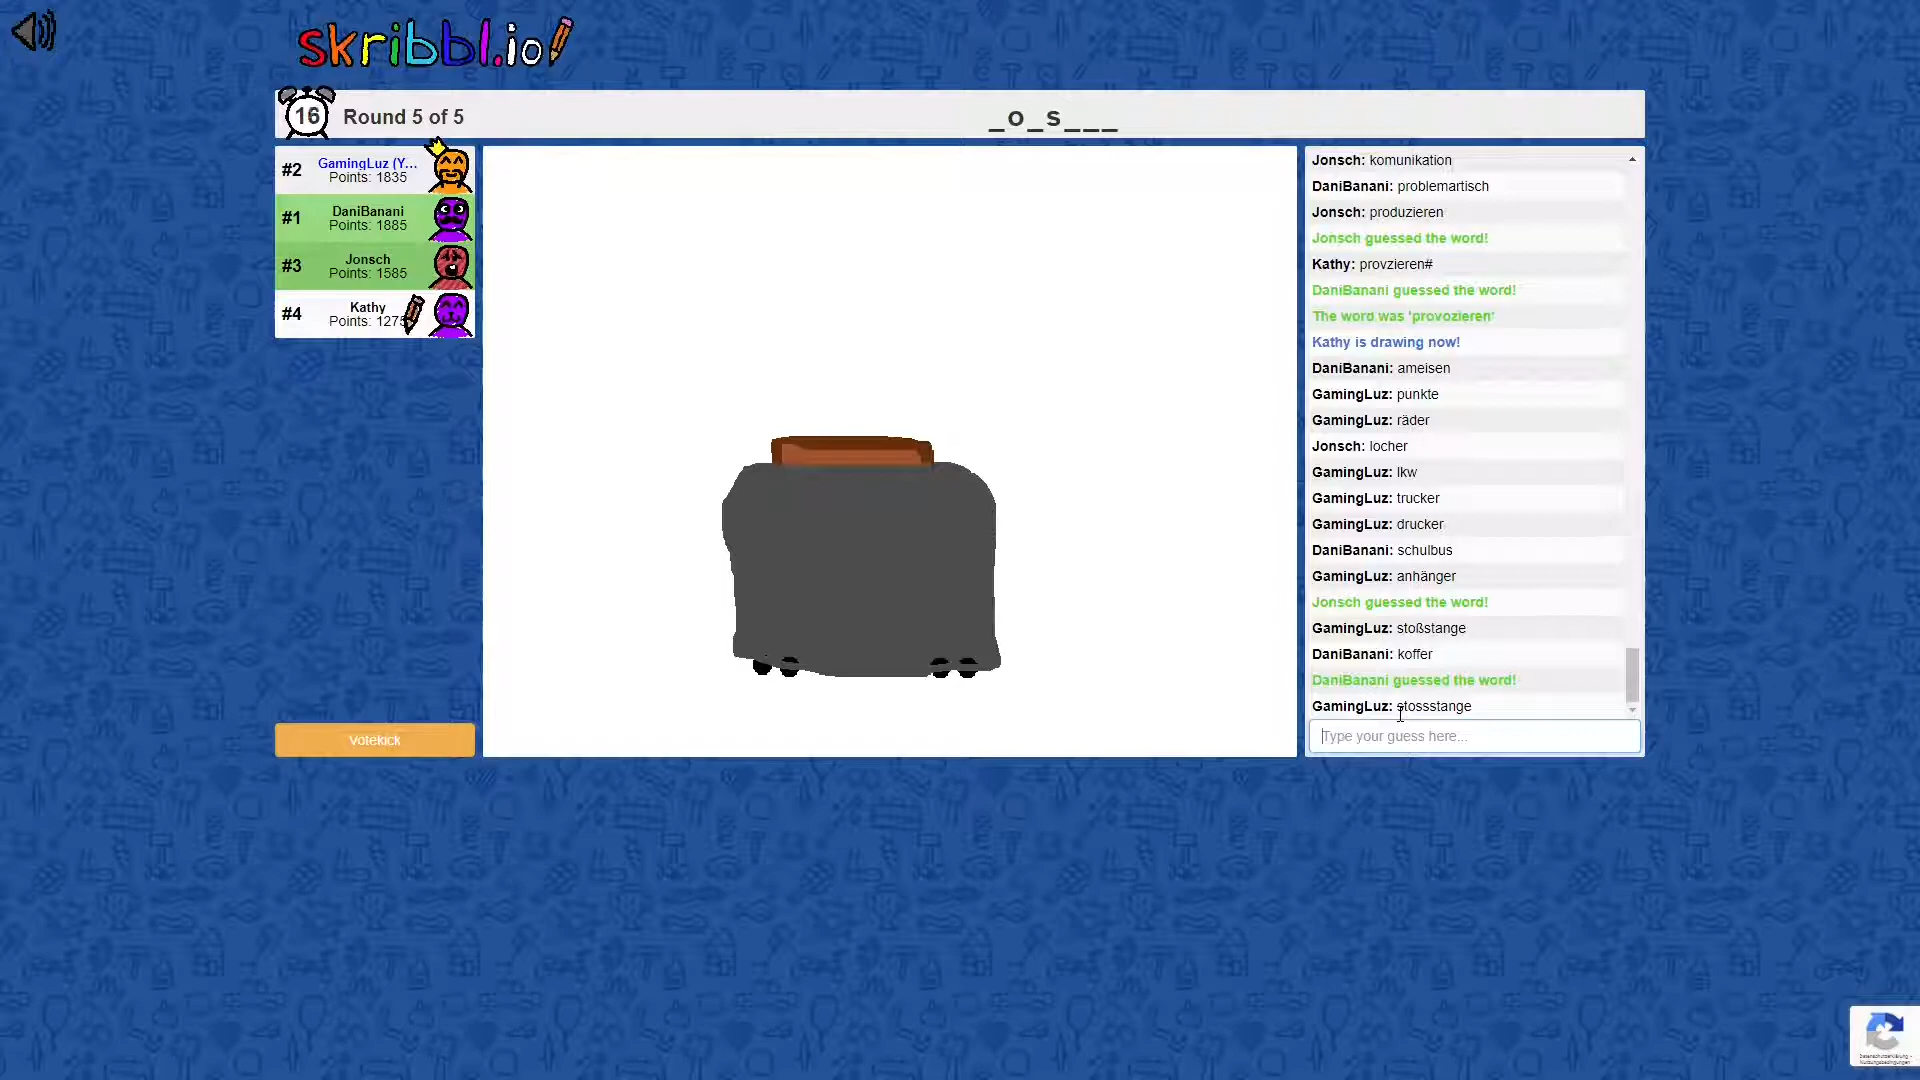 skribbl.io
16
Round 5 of 5
_o_s___
#2
GamingLuz (Y...
Points: 1835
#1
DaniBanani
Points: 1885
#3
Jonsch
Points: 1585
#4
Kathy
Points: 1275
Votekick
Jonsch: komunikation
DaniBanani: problemartisch
Jonsch: produzieren
Jonsch guessed the word!
Kathy: provzieren#
DaniBanani guessed the word!
The word was 'provozieren'
Kathy is drawing now!
DaniBanani: ameisen
GamingLuz: punkte
GamingLuz: räder
Jonsch: locher
GamingLuz: lkw
GamingLuz: trucker
GamingLuz: drucker
DaniBanani: schulbus
GamingLuz: anhänger
Jonsch guessed the word!
GamingLuz: stoßstange
DaniBanani: koffer
DaniBanani guessed the word!
GamingLuz: stossstange
Type your guess here...
Datenschutzerklärung -
Nutzungsbedingungen